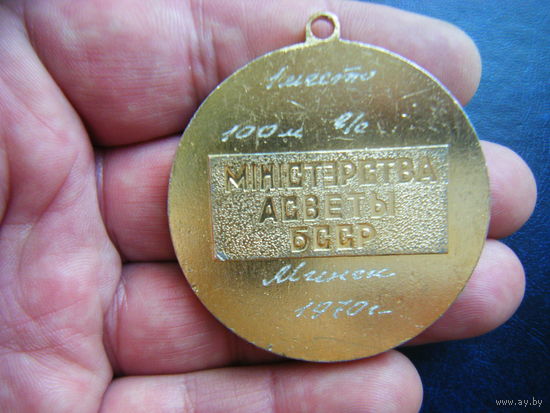 1 место
100 м в/с
МІНІСТЭРСТВА
АСВЕТЫ
БССР
Минск
1970 г.
www.ay.by